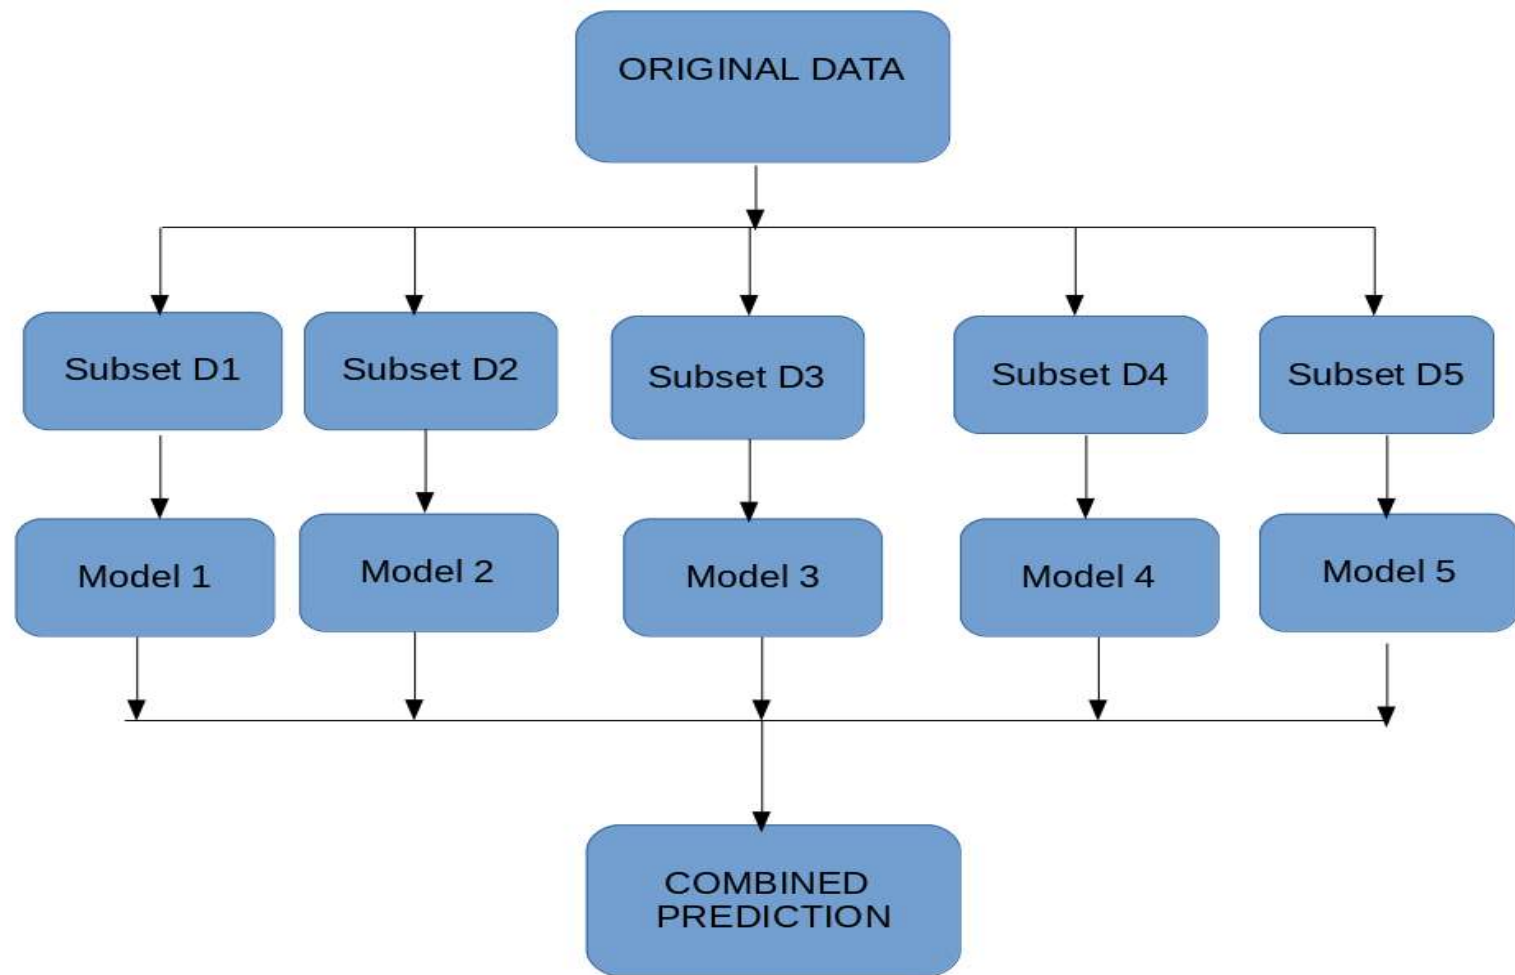 ORIGINAL DATA
Subset D1
Subset D2
Subset D3
Subset D4
Subset D5
Model 1
Model 2
Model 3
Model 4
Model 5
COMBINED
PREDICTION